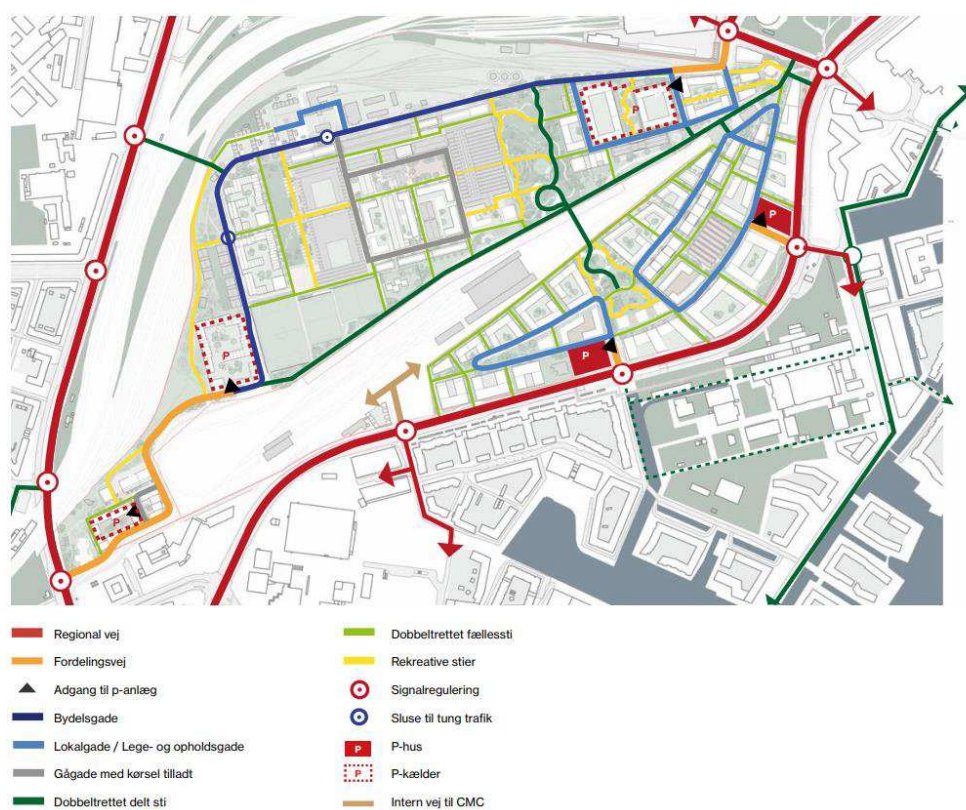 P
P
P
P
P
Regional vej
Fordelingsvej
Adgang til p-anlæg
Bydelsgade
Lokalgade / Lege- og opholdsgade
Gågade med kørsel tilladt
Dobbeltrettet delt sti
Dobbeltrettet fællessti
Rekreative stier
Signalregulering
Sluse til tung trafik
P P-hus
P P-kælder
Intern vej til CMC